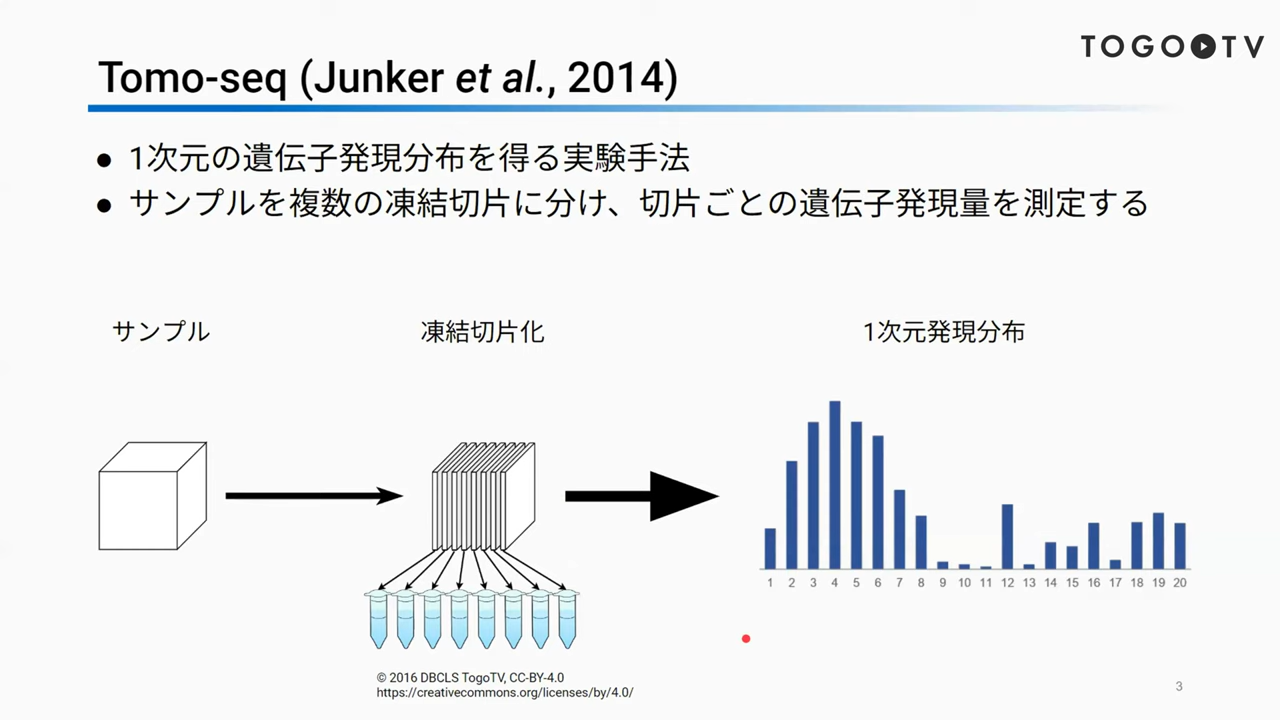 TOGO TV
Tomo-seq (Junker et al., 2014)
● 1次元の遺伝子発現分布を得る実験手法
● サンプルを複数の凍結切片に分け、切片ごとの遺伝子発現量を測定する
サンプル
凍結切片化
1次元発現分布
1 2 3 4 5 6 7 8 9 10 11 12 13 14 15 16 17 18 19 20
© 2016 DBCLS TogoTV, CC-BY-4.0
https://creativecommons.org/licenses/by/4.0/
3